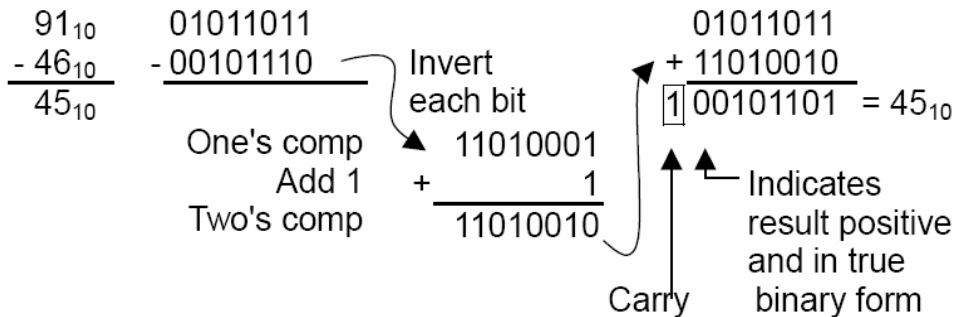 91₁₀ 01011011 01011011
- 46₁₀ - 00101110 Invert + 11010010
45₁₀ each bit 1 00101101 = 45₁₀
One's comp 11010001
Add 1 + 1 Indicates
Two's comp 11010010 result positive
and in true
Carry binary form